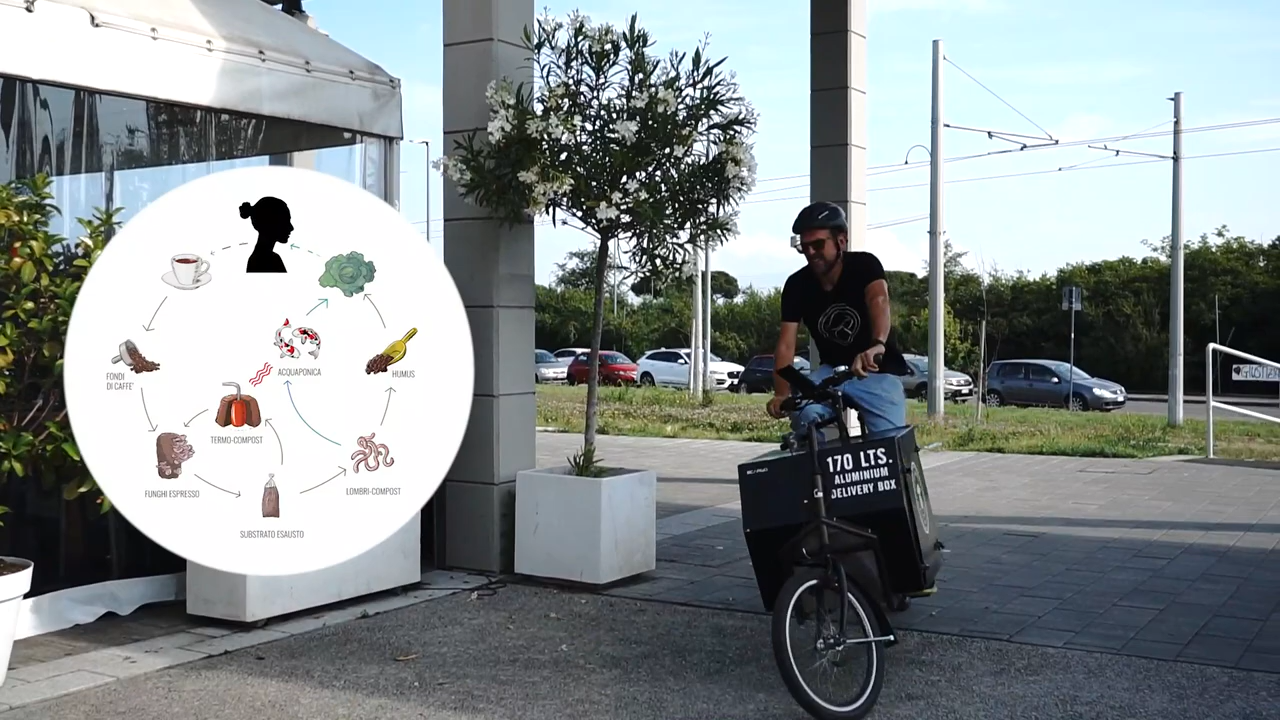 FONDI
DI CAFFE'
ACQUAPONICA
HUMUS
TERMO-COMPOST
FUNGHI ESPRESSO
LOMBRI-COMPOST
SUBSTRATO ESAUSTO
170 LTS.
ALUMINIUM
DELIVERY BOX